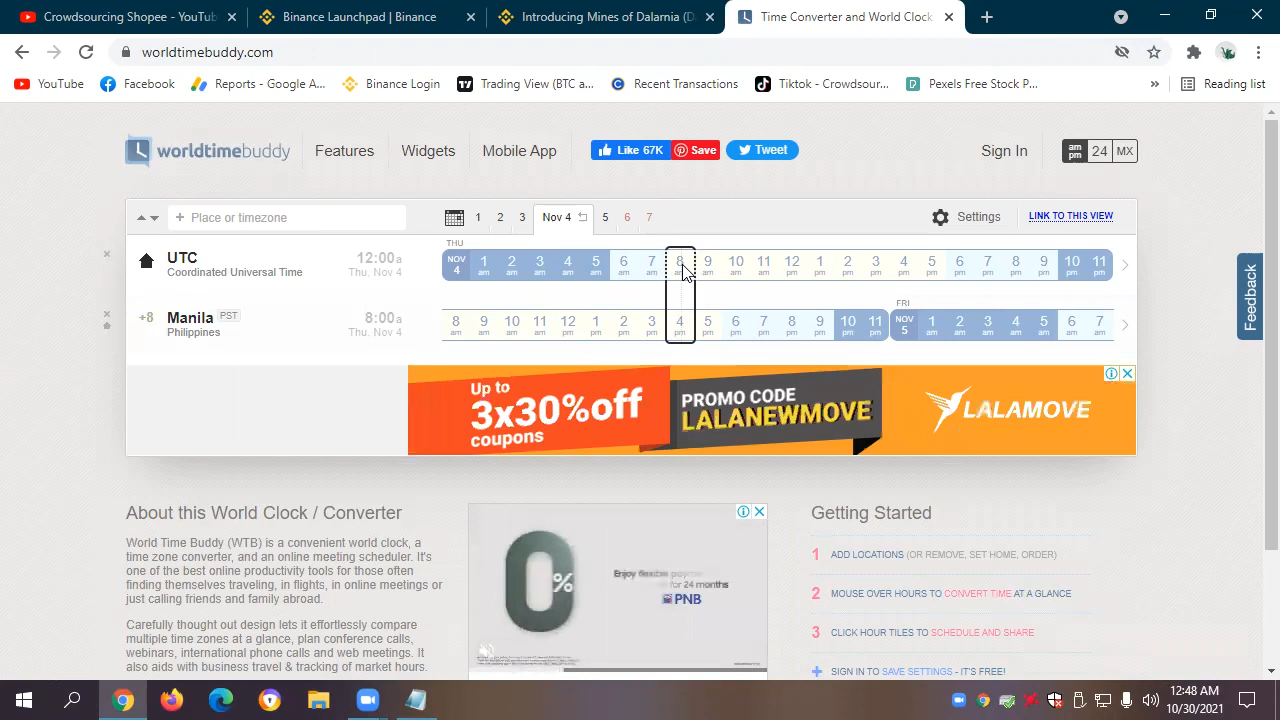 Crowdsourcing Shopee - YouTub
Binance Launchpad | Binance
Introducing Mines of Dalarnia (D
Time Converter and World Clock
worldtimebuddy.com
YouTube
Facebook
Reports - Google A...
Binance Login
Trading View (BTC a...
Recent Transactions
Tiktok - Crowdsour...
Pexels Free Stock P...
»
Reading list
worldtimebuddy
Features
Widgets
Mobile App
Like 67K
Save
Tweet
Sign In
am pm 24 MX
+ Place or timezone
1 2 3 Nov 4 5 6 7
Settings
LINK TO THIS VIEW
THU
UTC
Coordinated Universal Time
12:00a
Thu, Nov 4
NOV 4 1 am 2 am 3 am 4 am 5 am 6 am 7 am 8 am 9 am 10 am 11 am 12 pm 1 pm 2 pm 3 pm 4 pm 5 pm 6 pm 7 pm 8 pm 9 pm 10 pm 11 pm
FRI
+8
Manila PST
Philippines
8:00a
Thu, Nov 4
8 am 9 am 10 am 11 am 12 pm 1 pm 2 pm 3 pm 4 pm 5 pm 6 pm 7 pm 8 pm 9 pm 10 pm 11 pm NOV 5 1 am 2 am 3 am 4 am 5 am 6 am 7 am
Feedback
Up to
3x30%off
coupons
PROMO CODE
LALANEWMOVE
LALAMOVE
About this World Clock / Converter
World Time Buddy (WTB) is a convenient world clock, a
time zone converter, and an online meeting scheduler. It's
one of the best online productivity tools for those often
finding themselves traveling, in flights, in online meetings or
just calling friends and family abroad.
Carefully thought out design lets it effortlessly compare
multiple time zones at a glance, plan conference calls,
webinars, international phone calls and web meetings. It
also aids with business travel & tracking of market hours.
0%
Enjoy flexible
for 24 months
PNB
Getting Started
1 ADD LOCATIONS (OR REMOVE, SET HOME, ORDER)
2 MOUSE OVER HOURS TO CONVERT TIME AT A GLANCE
3 CLICK HOUR TILES TO SCHEDULE AND SHARE
+ SIGN IN TO SAVE SETTINGS - IT'S FREE!
12:48 AM
10/30/2021